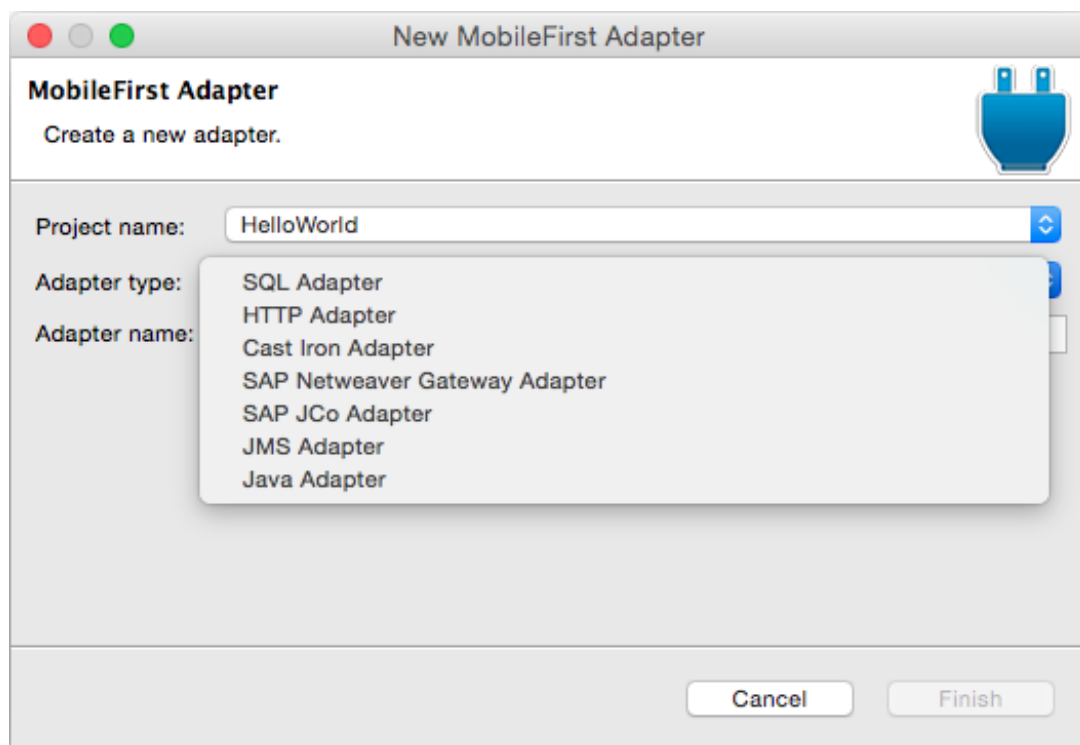 New MobileFirst Adapter
MobileFirst Adapter
Create a new adapter.
Project name: HelloWorld
Adapter type:
SQL Adapter
HTTP Adapter
Adapter name:
Cast Iron Adapter
SAP Netweaver Gateway Adapter
SAP JCo Adapter
JMS Adapter
Java Adapter
Cancel Finish